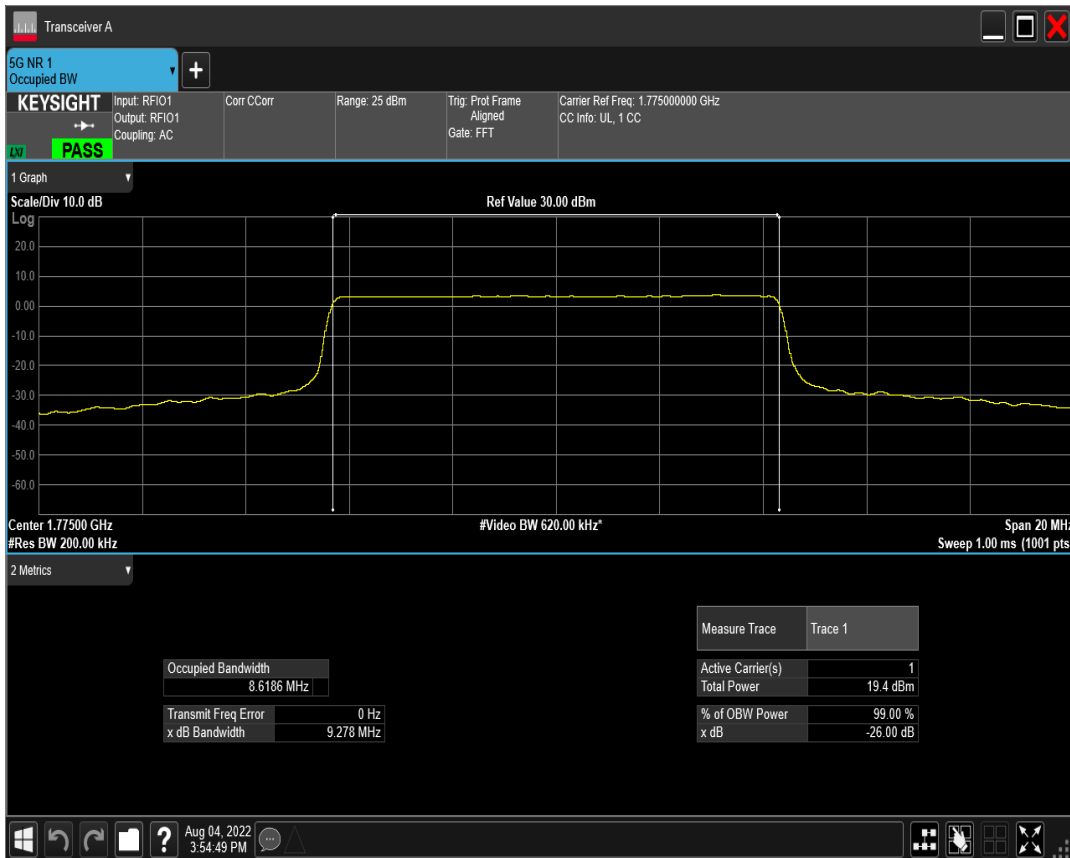 Transceiver A
5G NR 1
Occupied BW
+
KEYSIGHT
LXI
PASS
Input: RFIO1
Output: RFIO1
Coupling: AC
Corr CCorr
Range: 25 dBm
Trig: Prot Frame
Aligned
Gate: FFT
Carrier Ref Freq: 1.775000000 GHz
CC Info: UL, 1 CC
1 Graph
Scale/Div 10.0 dB
Ref Value 30.00 dBm
Log
20.0
10.0
0.00
-10.0
-20.0
-30.0
-40.0
-50.0
-60.0
Center 1.77500 GHz
#Video BW 620.00 kHz*
Span 20 MHz
#Res BW 200.00 kHz
Sweep 1.00 ms (1001 pts
2 Metrics
Measure Trace Trace 1
Occupied Bandwidth
8.6186 MHz
Active Carrier(s) 1
Total Power 19.4 dBm
Transmit Freq Error 0 Hz
x dB Bandwidth 9.278 MHz
% of OBW Power 99.00 %
x dB -26.00 dB
?
Aug 04, 2022
3:54:49 PM